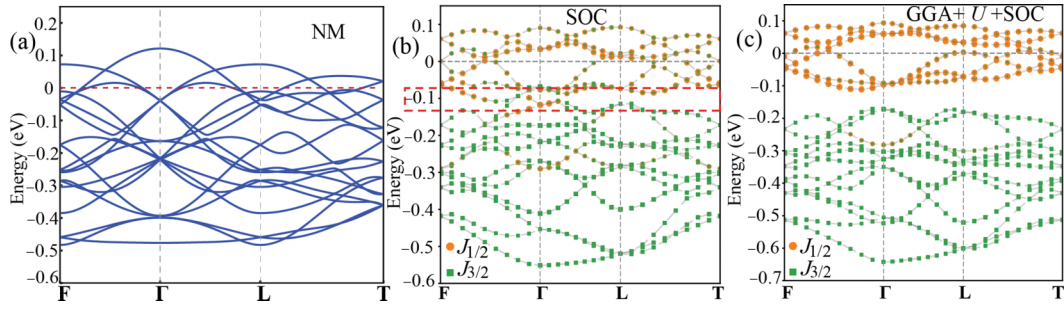 (a)
NM
Energy (eV)
0.2
0.1
0
−0.1
−0.2
−0.3
−0.4
−0.5
−0.6
F Γ L T
SOC
(b)
Energy (eV)
0.1
0
−0.1
−0.2
−0.3
−0.4
−0.5
−0.6
J1/2
J3/2
F Γ L T
GGA+ U +SOC
(c)
Energy (eV)
0.1
0
−0.1
−0.2
−0.3
−0.4
−0.5
−0.6
−0.7
J1/2
J3/2
F Γ L T